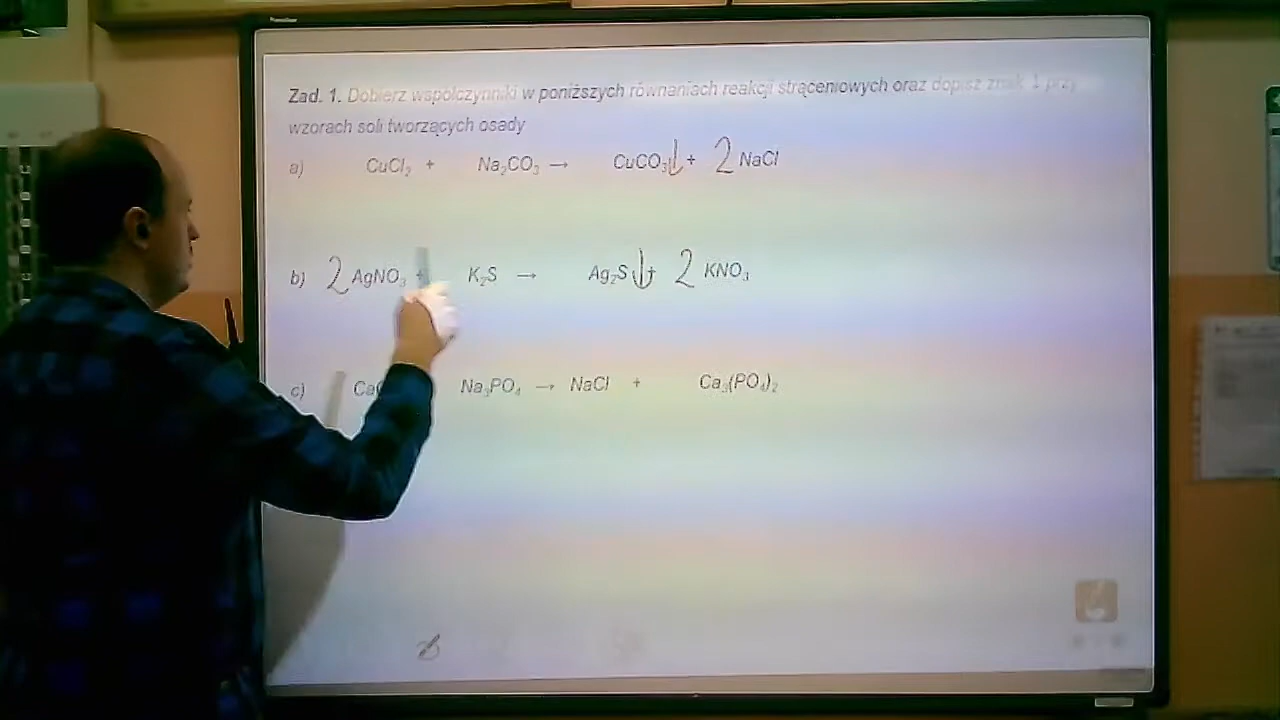 Zad. 1. Dobierz współczynniki w poniższych równaniach reakcji strąceniowych oraz dopisz znak ↓ przy
wzorach soli tworzących osady
a) CuCl₂ + Na₂CO₃ → CuCO₃↓ + 2 NaCl
b) 2 AgNO₃ + K₂S → Ag₂S↓+ 2 KNO₃
c) Na₃PO₄ → NaCl + Ca₃(PO₄)₂